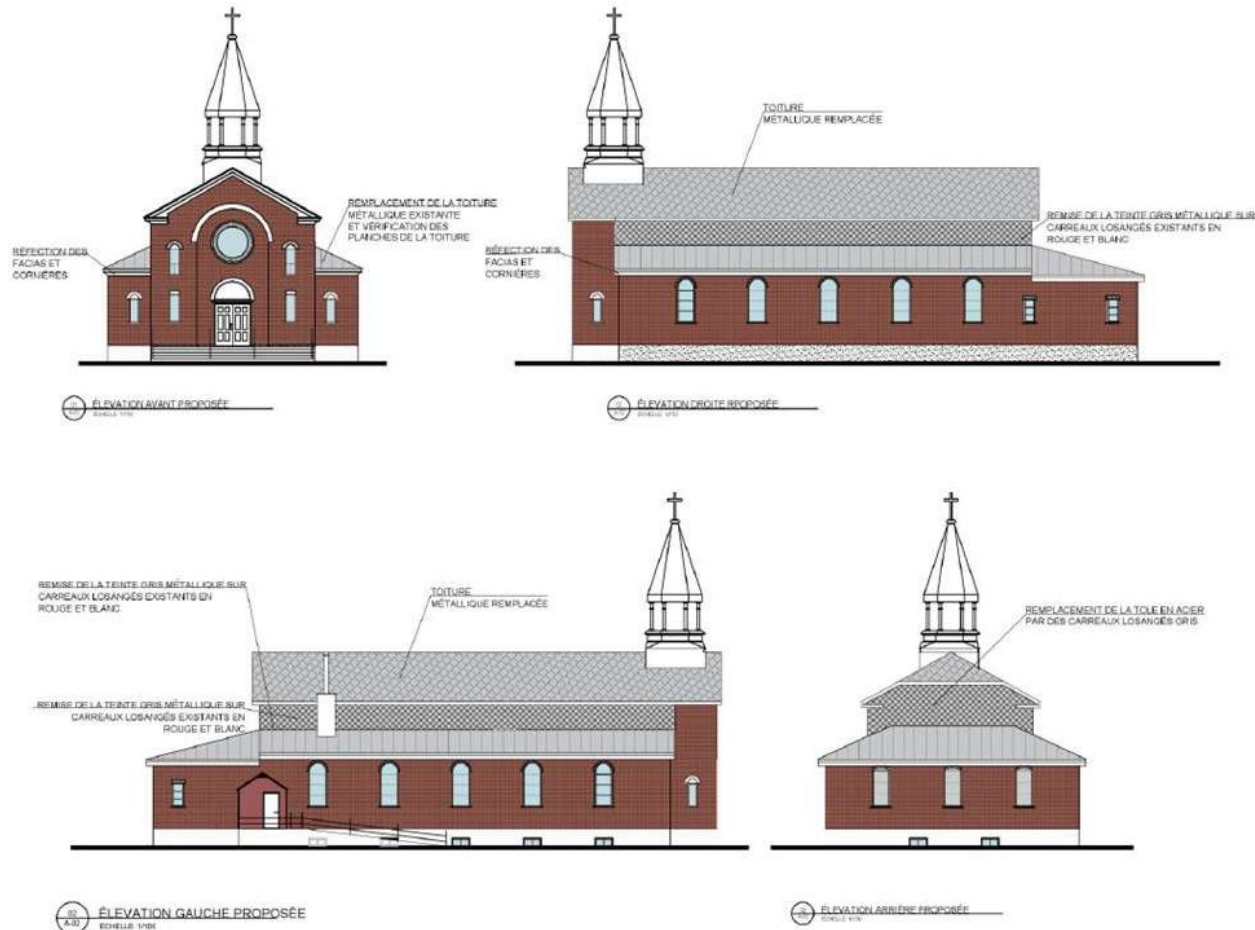 REMPLACEMENT DE LA TOITURE
MÉTALLIQUE EXISTANTE
ET VÉRIFICATION DES
PLANCHES DE LA TOITURE
RÉFECTION DES
FACIAS ET
CORNIÈRES
ÉLEVATION AVANT PROPOSÉE
TOITURE
MÉTALLIQUE REMPLACÉE
REMISE DE LA TEINTE GRIS MÉTALLIQUE SUR
CARREAUX LOSANGÉS EXISTANTS EN
ROUGE ET BLANC
RÉFECTION DES
FACIAS ET
CORNIÈRES
ÉLEVATION DROITE RPOPOSÉE
REMISE DE LA TEINTE GRIS MÉTALLIQUE SUR
CARREAUX LOSANGÉS EXISTANTS EN
ROUGE ET BLANC
TOITURE
MÉTALLIQUE REMPLACÉE
REMISE DE LA TEINTE GRIS MÉTALLIQUE SUR
CARREAUX LOSANGÉS EXISTANTS EN
ROUGE ET BLANC
02
A-02
ÉLEVATION GAUCHE PROPOSÉE
ECHELLE 1/100
REMPLACEMENT DE LA TOLE EN ACIER
PAR DES CARREAUX LOSANGÉS GRIS
ÉLEVATION ARRIÈRE PROPOSÉE